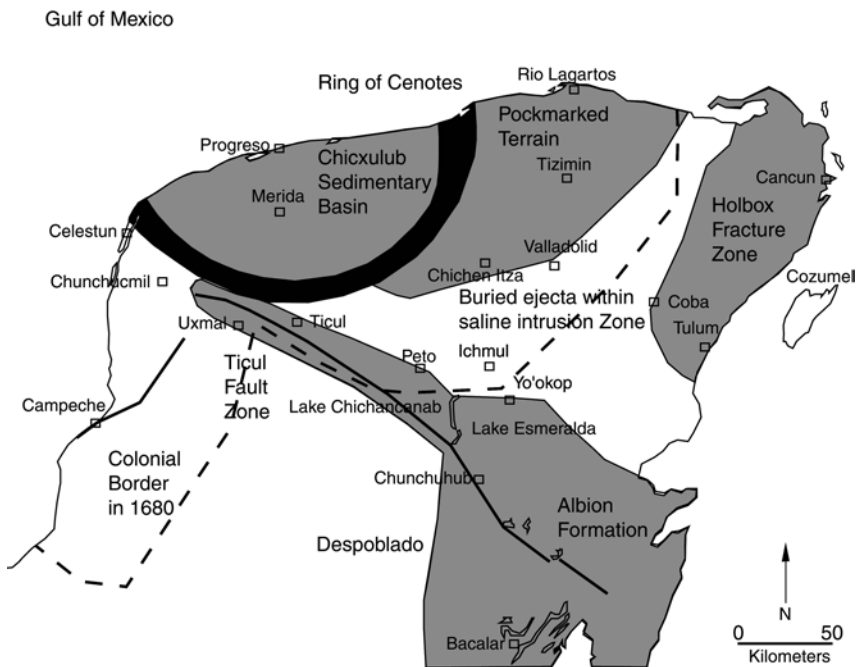 Gulf of Mexico
Ring of Cenotes
Rio Lagartos
Pockmarked
Terrain
Progreso
Chicxulub
Sedimentary
Basin
Tizimin
Cancun
Merida
Holbox
Fracture
Zone
Celestun
Valladolid
Chunchucmil
Chichen Itza
Cozumel
Buried ejecta within
saline intrusion Zone
Coba
Uxmal
Ticul
Tulum
Ticul
Fault
Zone
Peto
Ichmul
Yo'okop
Campeche
Lake Chichancanab
Lake Esmeralda
Colonial
Border
in 1680
Chunchuhub
Albion
Formation
Despoblado
N
Bacalar
0
50
Kilometers